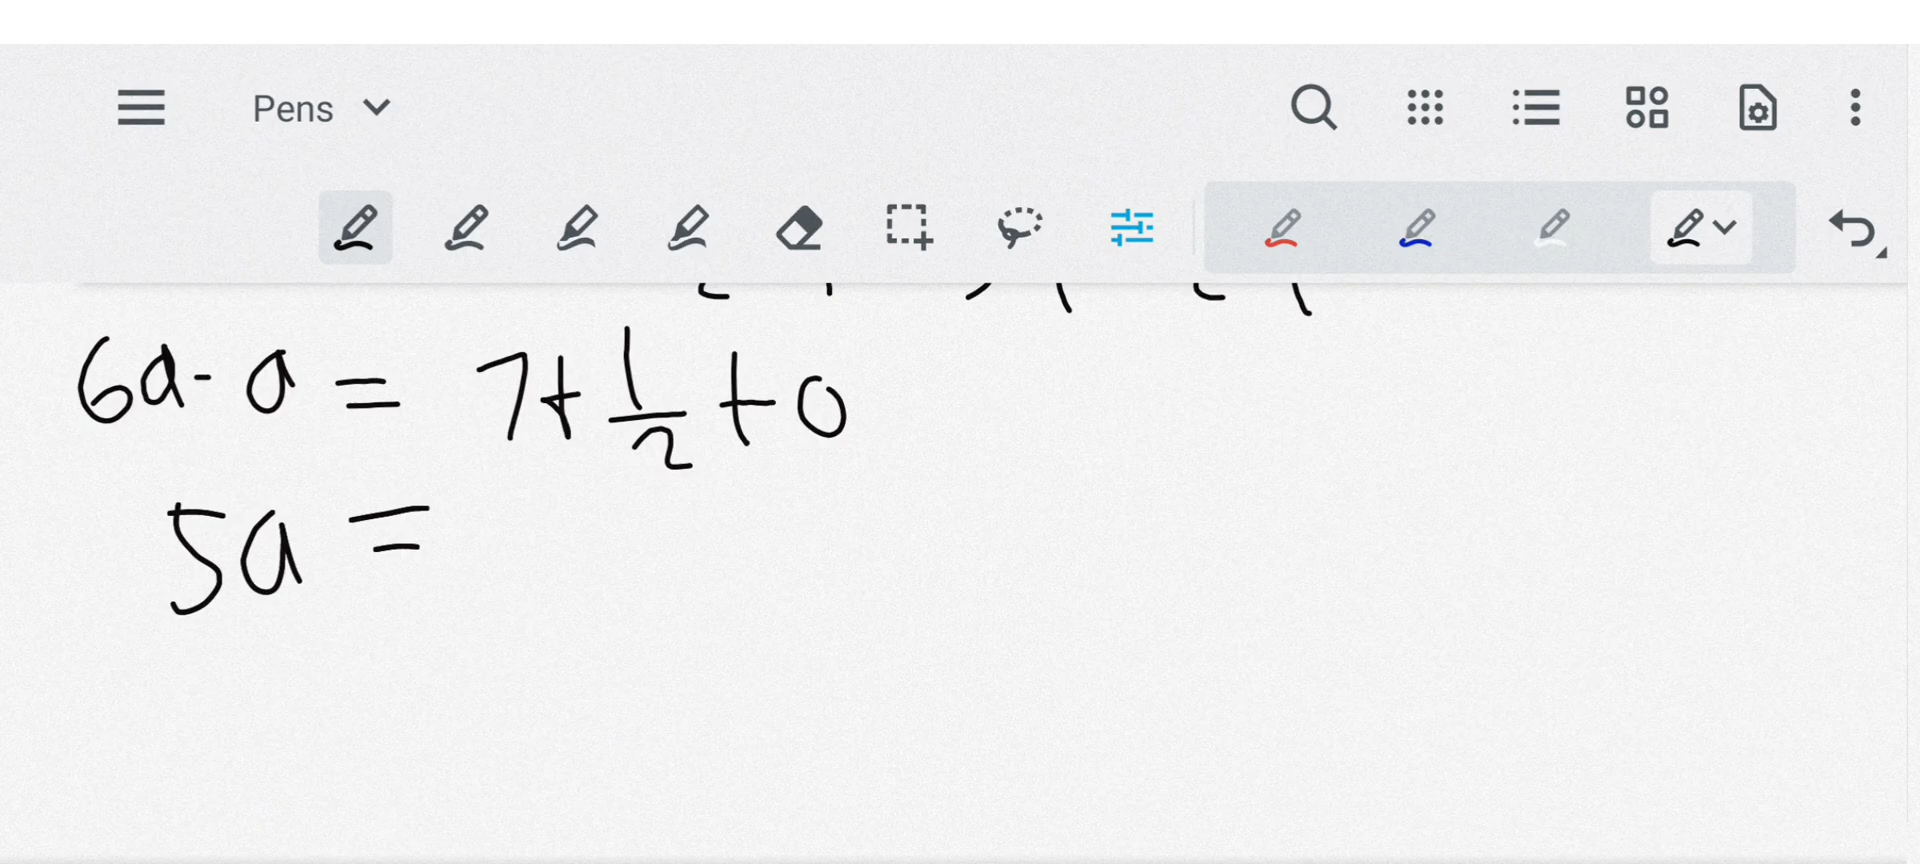 Pens
6a - a = 7 + 1/2 + 0
5a =